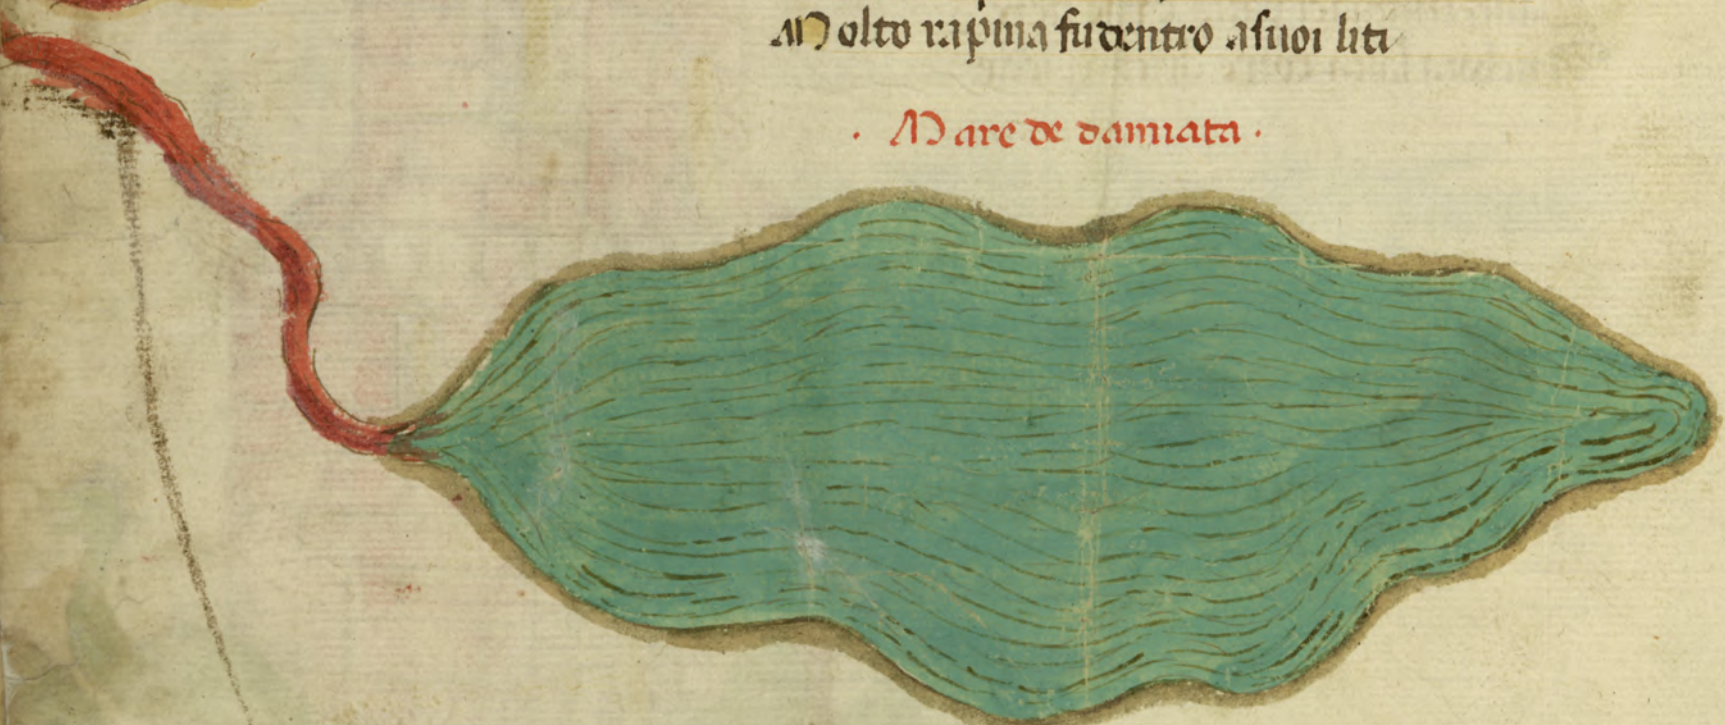 Molto rapina fu dentro a suoi liti
· Mare de damiata ·